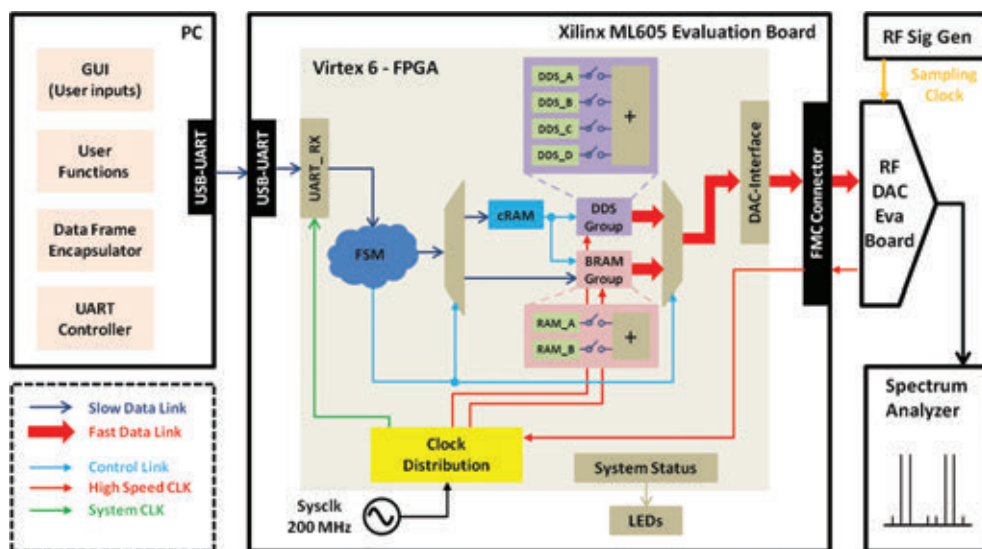 PC
GUI
(User inputs)
User
Functions
Data Frame
Encapsulator
UART
Controller
USB-UART
Slow Data Link
Fast Data Link
Control Link
High Speed CLK
System CLK
Xilinx ML605 Evaluation Board
Virtex 6 - FPGA
USB-UART
UART_RX
FSM
cRAM
DDS_A
DDS_B
DDS_C
DDS_D
+
DDS
Group
BRAM
Group
RAM_A
RAM_B
+
DAC-Interface
FMC Connector
Clock
Distribution
Sysclk
200 MHz
System Status
LEDs
RF Sig Gen
Sampling
Clock
RF
DAC
Eva
Board
Spectrum
Analyzer